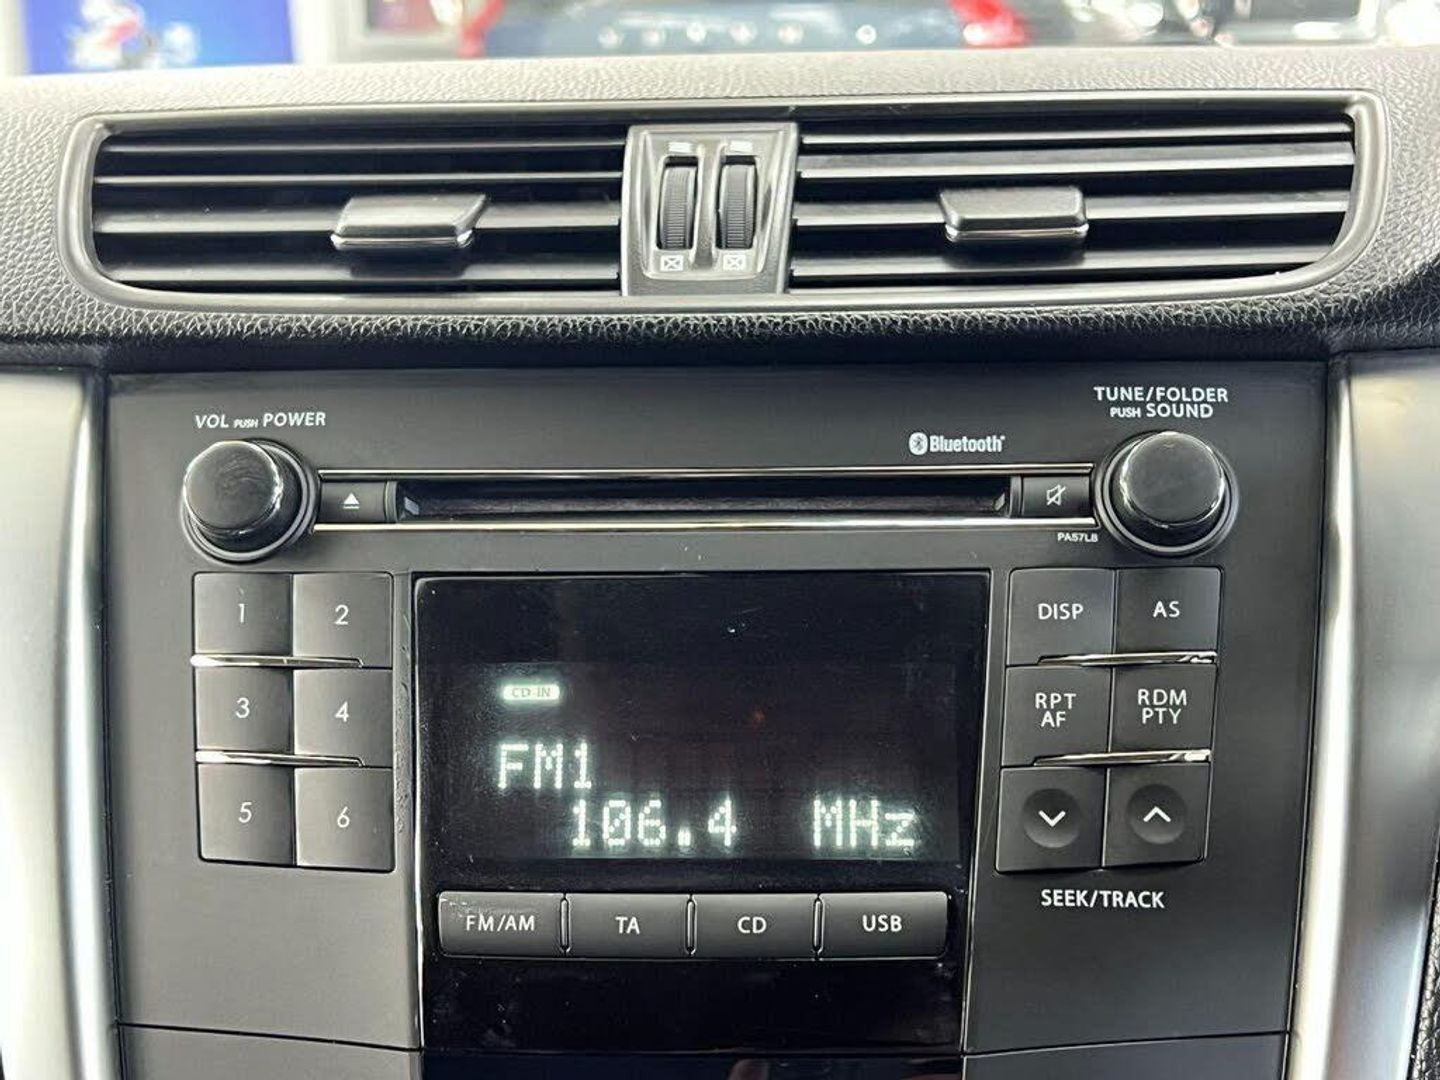 VOL PUSH POWER
TUNE/FOLDER
PUSH SOUND
Bluetooth
PA57LB
1
2
DISP
AS
3
4
RPT
AF
RDM
PTY
CD IN
FM1
106.4 MHz
5
6
FM/AM
TA
CD
USB
SEEK/TRACK